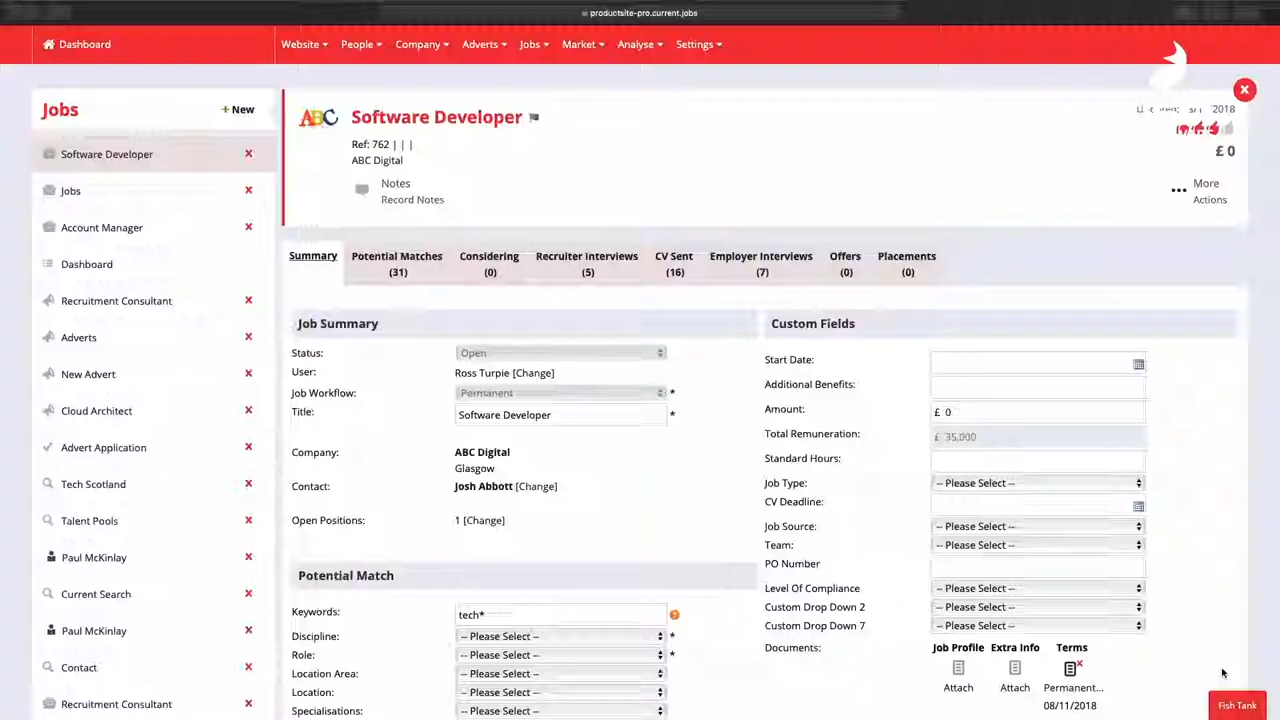 productsite-pro.current.jobs
Dashboard
Website People Company Adverts Jobs Market Analyse Settings
Jobs
+ New
Software Developer
Jobs
Account Manager
Dashboard
Recruitment Consultant
Adverts
New Advert
Cloud Architect
Advert Application
Tech Scotland
Talent Pools
Paul McKinlay
Current Search
Paul McKinlay
Contact
Recruitment Consultant
ABC
Software Developer
Ref: 762 | | |
ABC Digital
Notes
Record Notes
2018
£ 0
More
Actions
Summary
Potential Matches
(31)
Considering
(0)
Recruiter Interviews
(5)
CV Sent
(16)
Employer Interviews
(7)
Offers
(0)
Placements
(0)
Job Summary
Status: Open
User: Ross Turpie [Change]
Job Workflow: Permanent *
Title: Software Developer *
Company: ABC Digital
Glasgow
Contact: Josh Abbott [Change]
Open Positions: 1 [Change]
Potential Match
Keywords: tech*
Discipline: -- Please Select -- *
Role: -- Please Select -- *
Location Area: -- Please Select --
Location: -- Please Select --
Specialisations: -- Please Select --
Custom Fields
Start Date:
Additional Benefits:
Amount: £ 0
Total Remuneration: £ 35,000
Standard Hours:
Job Type: -- Please Select --
CV Deadline:
Job Source: -- Please Select --
Team: -- Please Select --
PO Number
Level Of Compliance -- Please Select --
Custom Drop Down 2 -- Please Select --
Custom Drop Down 7 -- Please Select --
Documents: Job Profile Extra Info Terms
Attach Attach Permanent...
08/11/2018
Fish Tank